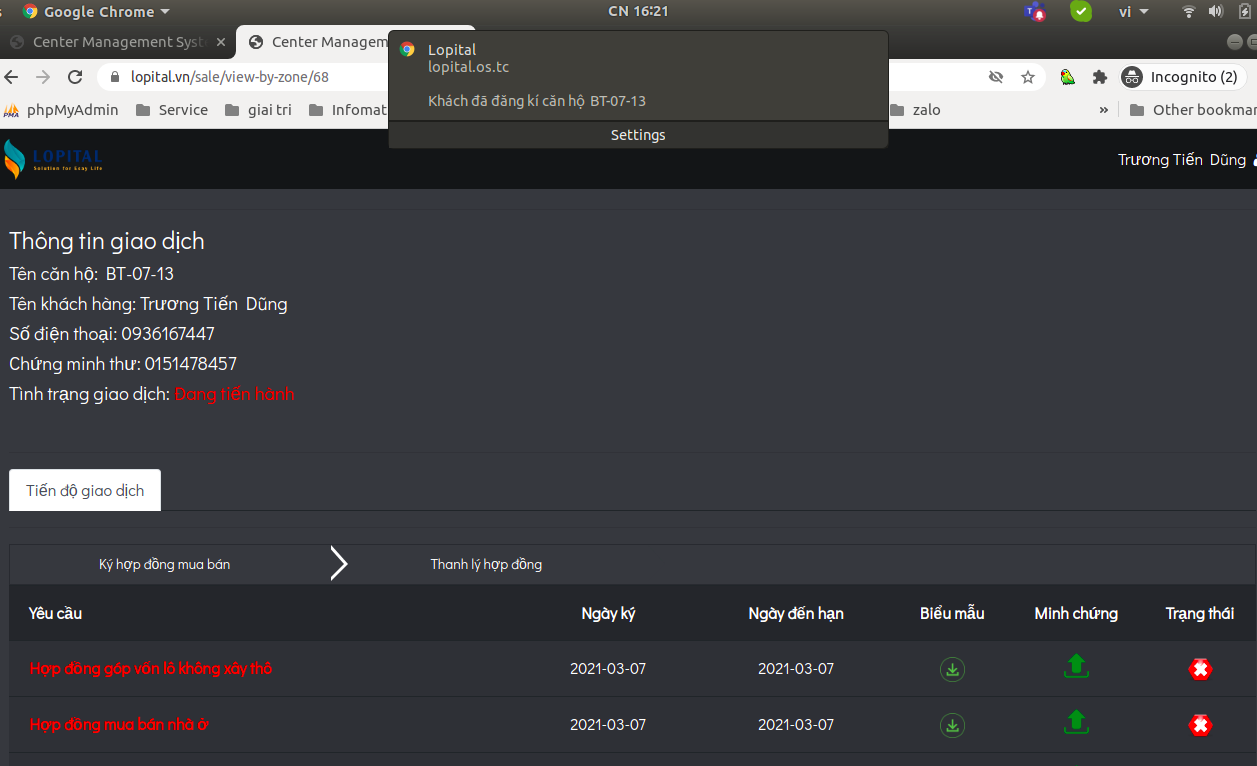 Google Chrome
CN 16:21
vi
Center Management Syst
Center Managem
Lopital
lopital.os.tc
Khách đã đăng kí căn hộ BT-07-13
Settings
lopital.vn/sale/view-by-zone/68
Incognito (2)
phpMyAdmin
Service
giai tri
Infomat
zalo
»
Other bookmar
LOPITAL
Solution for Easy Life
Trương Tiến Dũng
Thông tin giao dịch
Tên căn hộ: BT-07-13
Tên khách hàng: Trương Tiến Dũng
Số điện thoại: 0936167447
Chứng minh thư: 0151478457
Tình trạng giao dịch: Đang tiến hành
Tiến độ giao dịch
Ký hợp đồng mua bán
Thanh lý hợp đồng
Yêu cầu Ngày ký Ngày đến hạn Biểu mẫu Minh chứng Trạng thái
Hợp đồng góp vốn lô không xây thô 2021-03-07 2021-03-07
Hợp đồng mua bán nhà ở 2021-03-07 2021-03-07